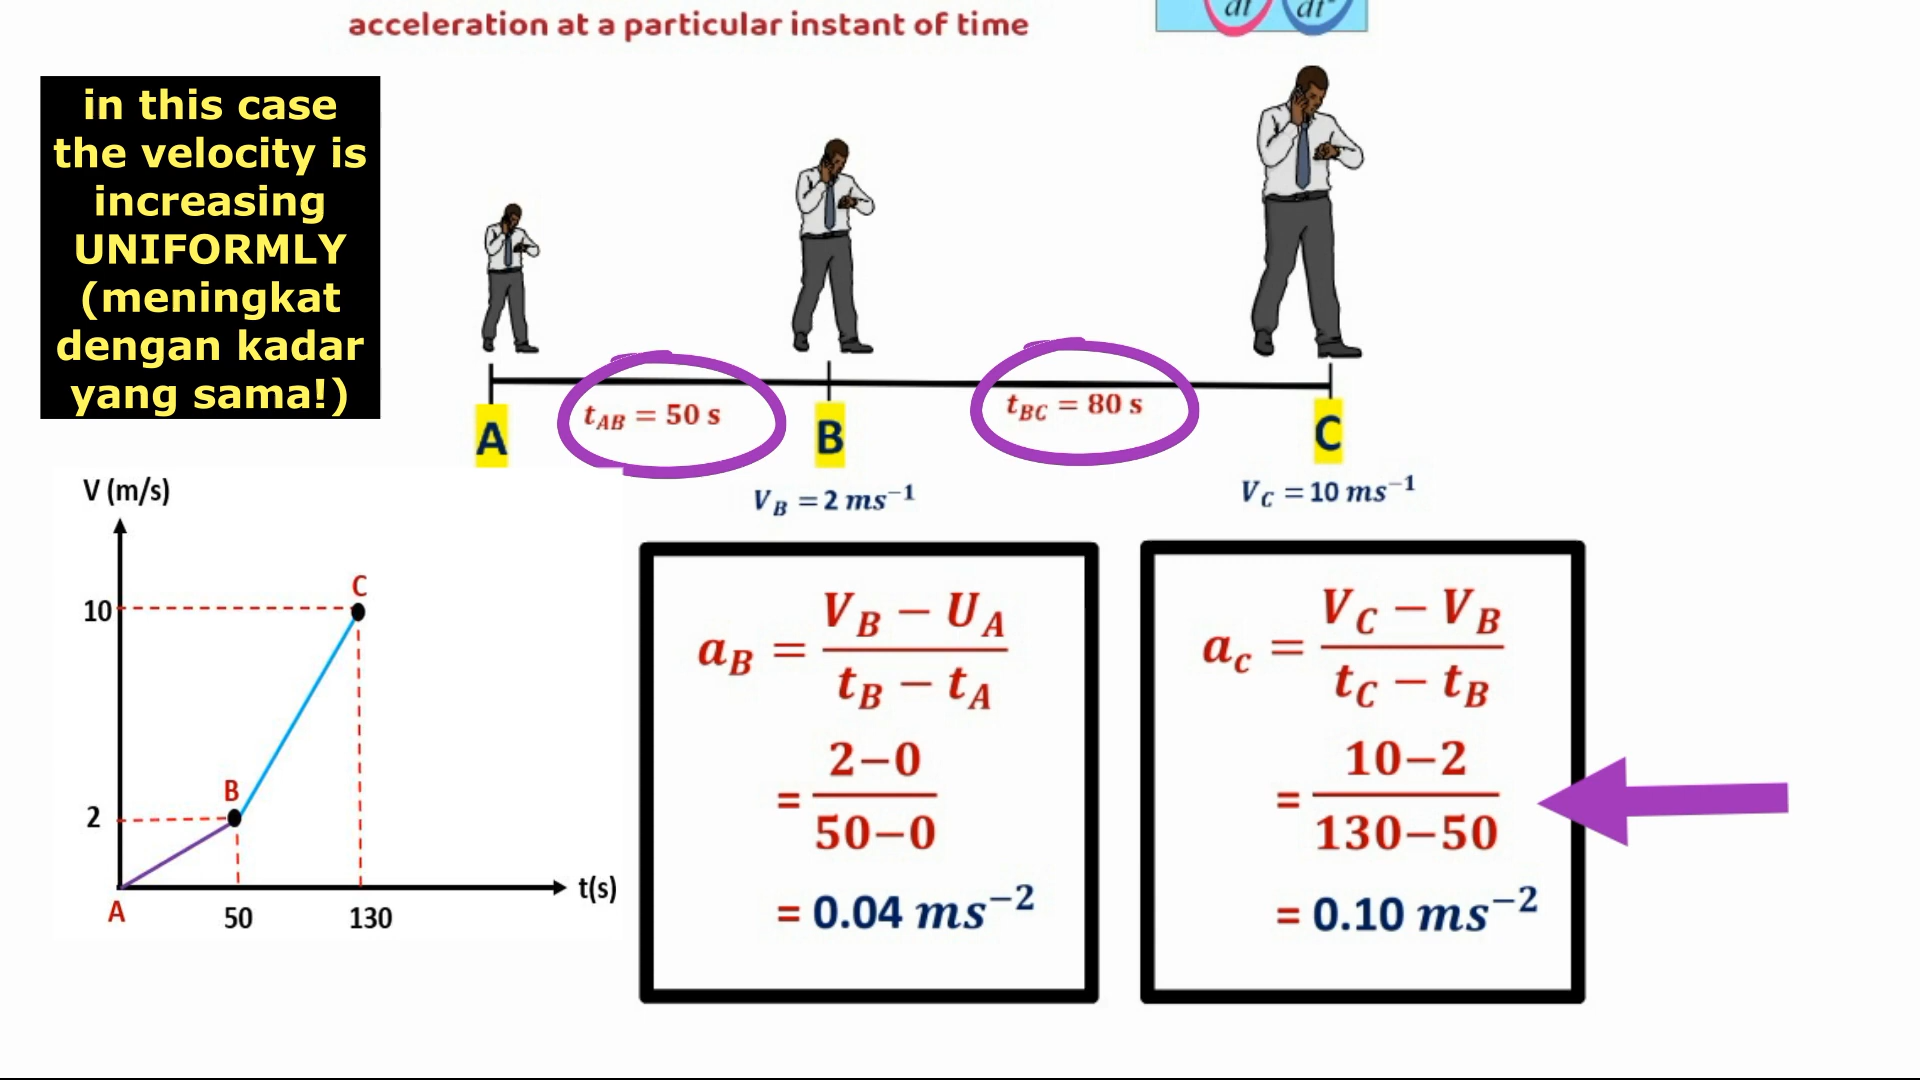 acceleration at a particular instant of time
dt dt²
in this case
the velocity is
increasing
UNIFORMLY
(meningkat
dengan kadar
yang sama!)
t_AB = 50 s
t_BC = 80 s
A B C
V_B = 2 ms⁻¹
V_C = 10 ms⁻¹
V (m/s)
C
10
B
2
t(s)
A
50 130
a_B = (V_B − U_A) / (t_B − t_A)
= (2−0) / (50−0)
= 0.04 ms⁻²
a_c = (V_C − V_B) / (t_C − t_B)
= (10−2) / (130−50)
= 0.10 ms⁻²